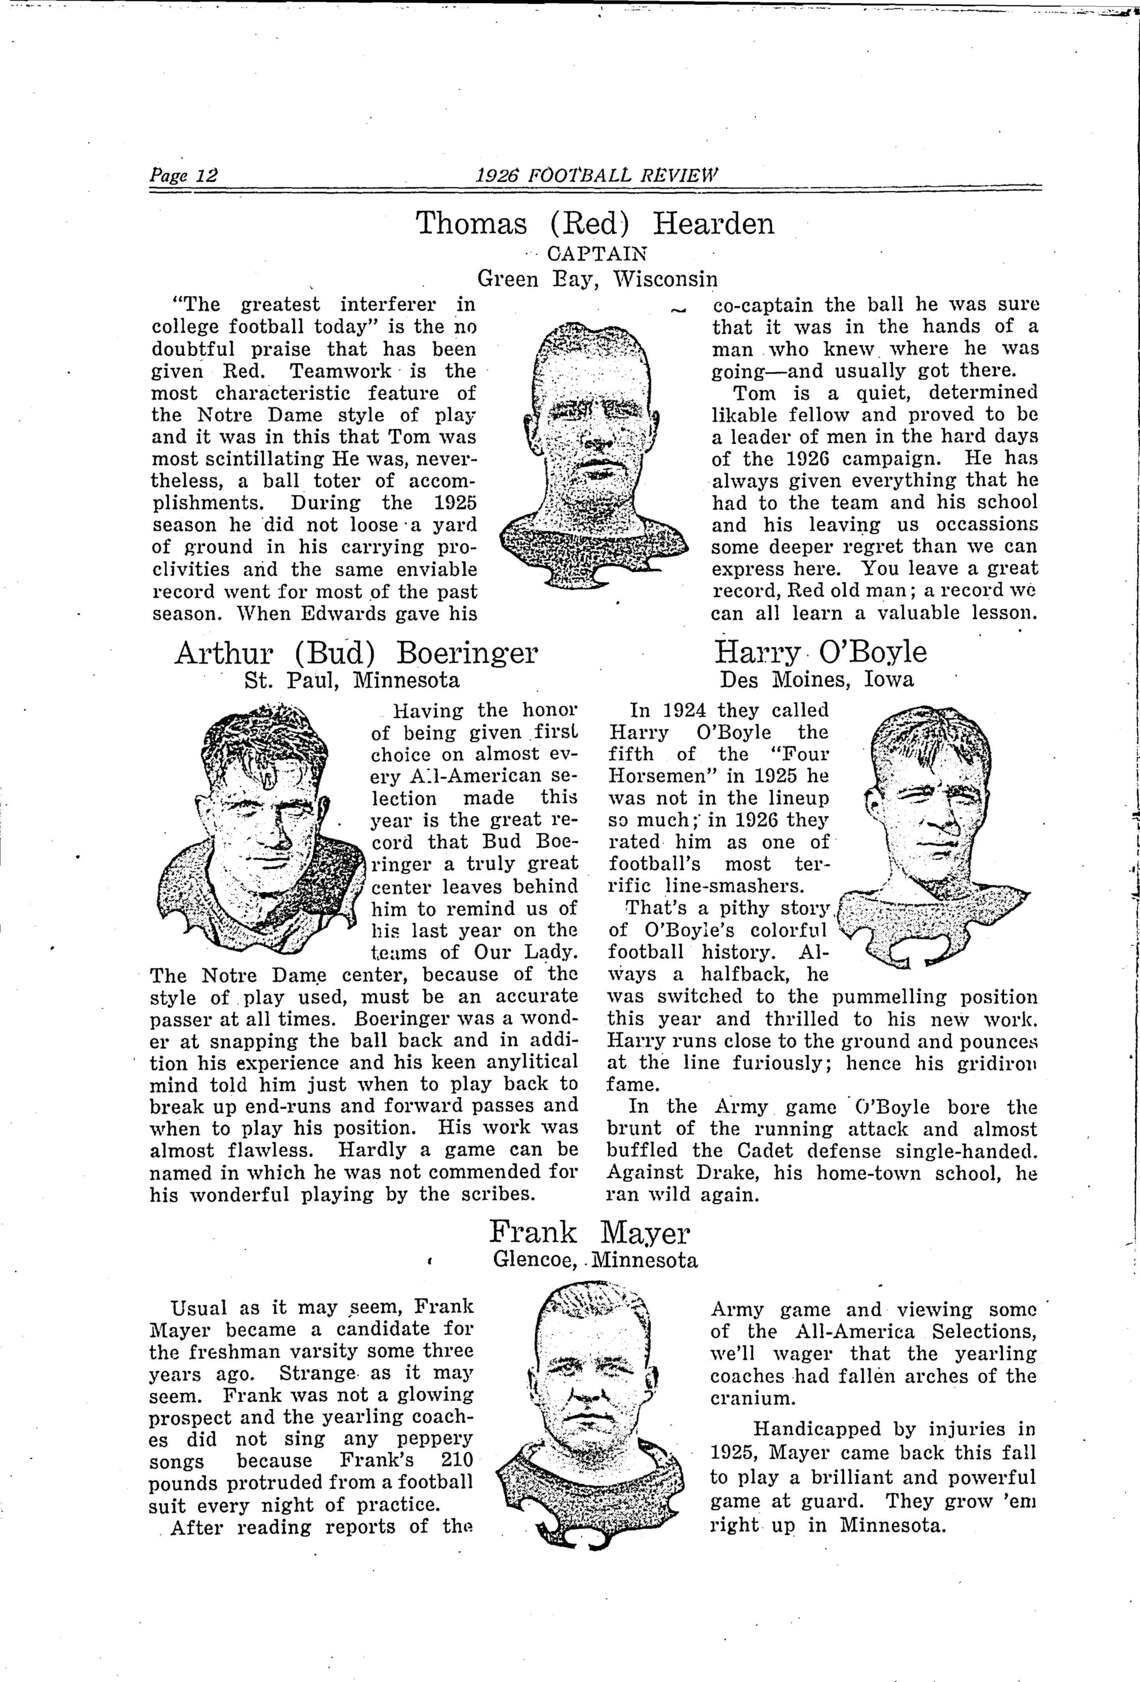 Page 12
1926 FOOTBALL REVIEW
Thomas (Red) Hearden
CAPTAIN
Green Bay, Wisconsin
"The greatest interferer in
college football today" is the no
doubtful praise that has been
given Red. Teamwork is the
most characteristic feature of
the Notre Dame style of play
and it was in this that Tom was
most scintillating He was, never-
theless, a ball toter of accom-
plishments. During the 1925
season he did not loose a yard
of ground in his carrying pro-
clivities and the same enviable
record went for most of the past
season. When Edwards gave his
co-captain the ball he was sure
that it was in the hands of a
man who knew where he was
going—and usually got there.
Tom is a quiet, determined
likable fellow and proved to be
a leader of men in the hard days
of the 1926 campaign. He has
always given everything that he
had to the team and his school
and his leaving us occassions
some deeper regret than we can
express here. You leave a great
record, Red old man; a record we
can all learn a valuable lesson.
Arthur (Bud) Boeringer
St. Paul, Minnesota
Having the honor
of being given first
choice on almost ev-
ery All-American se-
lection made this
year is the great re-
cord that Bud Boe-
ringer a truly great
center leaves behind
him to remind us of
his last year on the
teams of Our Lady.
The Notre Dame center, because of the
style of play used, must be an accurate
passer at all times. Boeringer was a wond-
er at snapping the ball back and in addi-
tion his experience and his keen anylitical
mind told him just when to play back to
break up end-runs and forward passes and
when to play his position. His work was
almost flawless. Hardly a game can be
named in which he was not commended for
his wonderful playing by the scribes.
Harry O'Boyle
Des Moines, Iowa
In 1924 they called
Harry O'Boyle the
fifth of the "Four
Horsemen" in 1925 he
was not in the lineup
so much; in 1926 they
rated him as one of
football's most ter-
rific line-smashers.
That's a pithy story
of O'Boyle's colorful
football history. Al-
ways a halfback, he
was switched to the pummelling position
this year and thrilled to his new work.
Harry runs close to the ground and pounces
at the line furiously; hence his gridiron
fame.
In the Army game O'Boyle bore the
brunt of the running attack and almost
buffled the Cadet defense single-handed.
Against Drake, his home-town school, he
ran wild again.
Frank Mayer
Glencoe, Minnesota
Usual as it may seem, Frank
Mayer became a candidate for
the freshman varsity some three
years ago. Strange as it may
seem. Frank was not a glowing
prospect and the yearling coach-
es did not sing any peppery
songs because Frank's 210
pounds protruded from a football
suit every night of practice.
After reading reports of the
Army game and viewing some
of the All-America Selections,
we'll wager that the yearling
coaches had fallen arches of the
cranium.
Handicapped by injuries in
1925, Mayer came back this fall
to play a brilliant and powerful
game at guard. They grow 'em
right up in Minnesota.